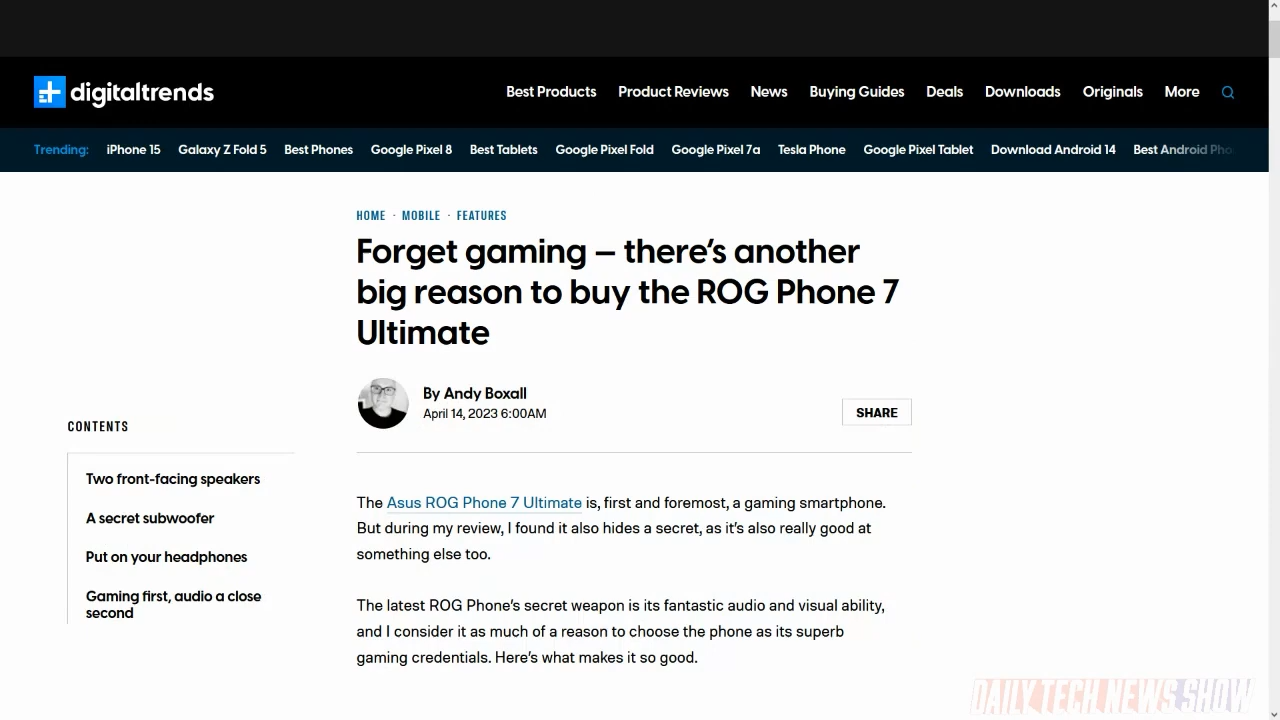 digitaltrends
Best Products Product Reviews News Buying Guides Deals Downloads Originals More
Trending: iPhone 15 Galaxy Z Fold 5 Best Phones Google Pixel 8 Best Tablets Google Pixel Fold Google Pixel 7a Tesla Phone Google Pixel Tablet Download Android 14 Best Android Pho
HOME · MOBILE · FEATURES
Forget gaming – there's another
big reason to buy the ROG Phone 7
Ultimate
By Andy Boxall
April 14, 2023 6:00AM
SHARE
CONTENTS
Two front-facing speakers
A secret subwoofer
Put on your headphones
Gaming first, audio a close
second
The Asus ROG Phone 7 Ultimate is, first and foremost, a gaming smartphone.
But during my review, I found it also hides a secret, as it's also really good at
something else too.
The latest ROG Phone's secret weapon is its fantastic audio and visual ability,
and I consider it as much of a reason to choose the phone as its superb
gaming credentials. Here's what makes it so good.
DAILY TECH NEWS SHOW